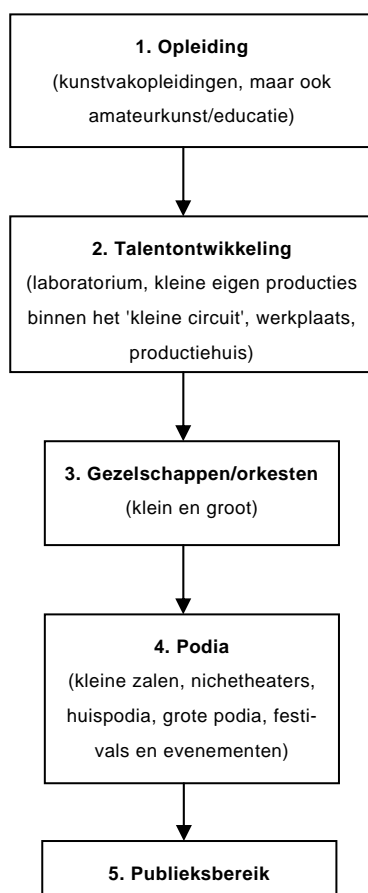 1. Opleiding
(kunstvakopleidingen, maar ook
amateurkunst/educatie)
2. Talentontwikkeling
(laboratorium, kleine eigen producties
binnen het 'kleine circuit', werkplaats,
productiehuis)
3. Gezelschappen/orkesten
(klein en groot)
4. Podia
(kleine zalen, nichetheaters,
huispodia, grote podia, festi-
vals en evenementen)
5. Publieksbereik